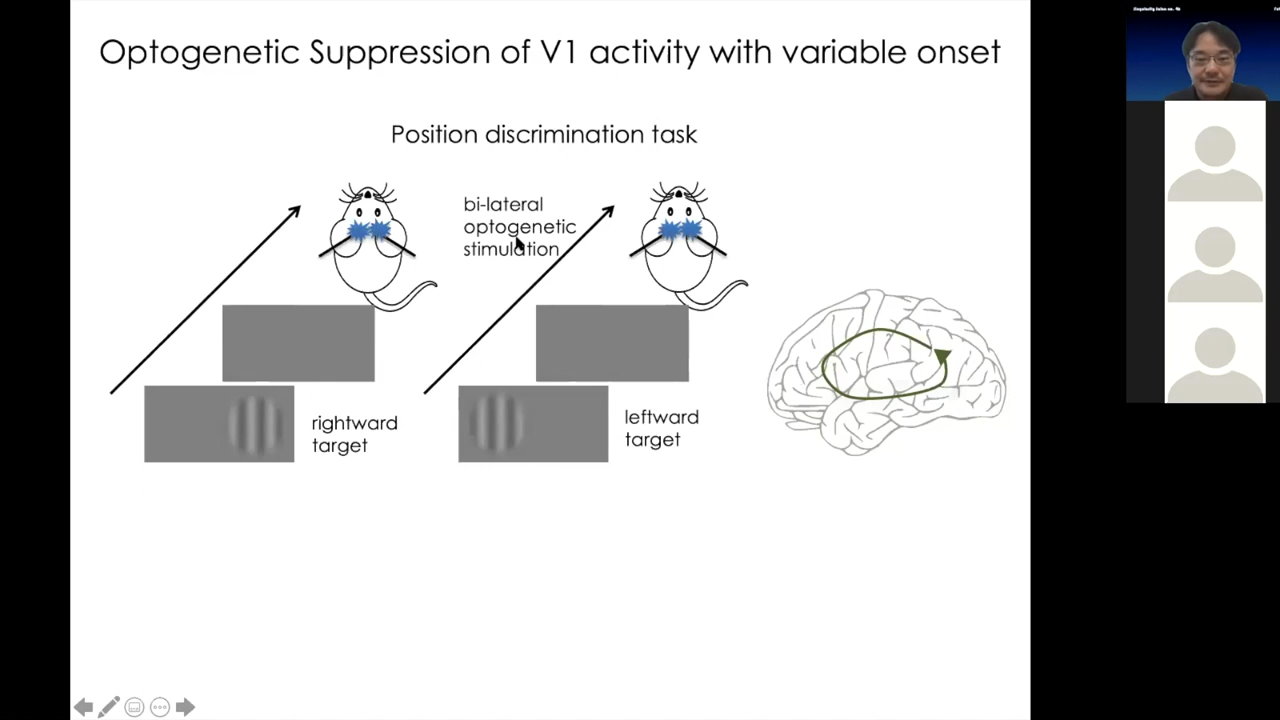 Optogenetic Suppression of V1 activity with variable onset
Position discrimination task
bi-lateral
optogenetic
stimulation
rightward
target
leftward
target